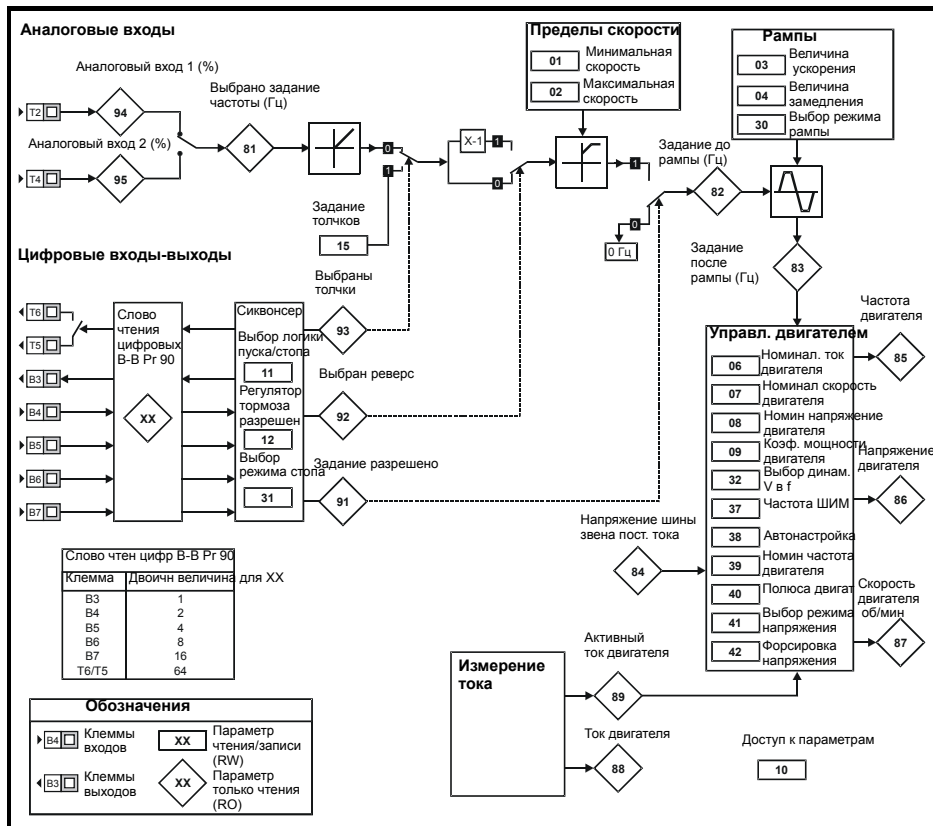 Аналоговые входы
Аналоговый вход 1 (%)
T2
94
Аналоговый вход 2 (%)
T4
95
Выбрано задание
частоты (Гц)
81
0
1
Задание
толчков
15
X-1
1
0
Пределы скорости
01
Минимальная
скорость
02
Максимальная
скорость
1
0
0 Гц
Задание до
рампы (Гц)
82
Рампы
03
Величина
ускорения
04
Величина
замедления
30
Выбор режима
рампы
Задание
после
рампы (Гц)
83
Цифровые входы-выходы
T6
T5
B3
B4
B5
B6
B7
Слово
чтения
цифровых
В-В Pr 90
XX
Сиквонсер
Выбор логики
пуска/стопа
11
Регулятор
тормоза
разрешен
12
Выбор
режима стопа
31
Выбраны
толчки
93
Выбран реверс
92
Задание разрешено
91
Управл. двигателем
06
Номинал. ток
двигателя
07
Номинал скорость
двигателя
08
Номин напряжение
двигателя
09
Коэф. мощности
двигателя
32
Выбор динам.
V в f
37
Частота ШИМ
38
Автонастройка
39
Номин частота
двигателя
40
Полюса двигат
41
Выбор режима
напряжения
42
Форсировка
напряжения
Частота
двигателя
85
Напряжение
двигателя
86
Скорость
двигателя
об/мин
87
Напряжение шины
звена пост. тока
84
Слово чтен цифр В-В Pr 90
Клемма Двоичн величина для XX
B3 1
B4 2
B5 4
B6 8
B7 16
T6/T5 64
Измерение
тока
Активный
ток двигателя
89
Ток двигателя
88
Доступ к параметрам
10
Обозначения
B4
Клеммы
входов
XX
Параметр
чтения/записи
(RW)
B3
Клеммы
выходов
XX
Параметр
только чтения
(RO)